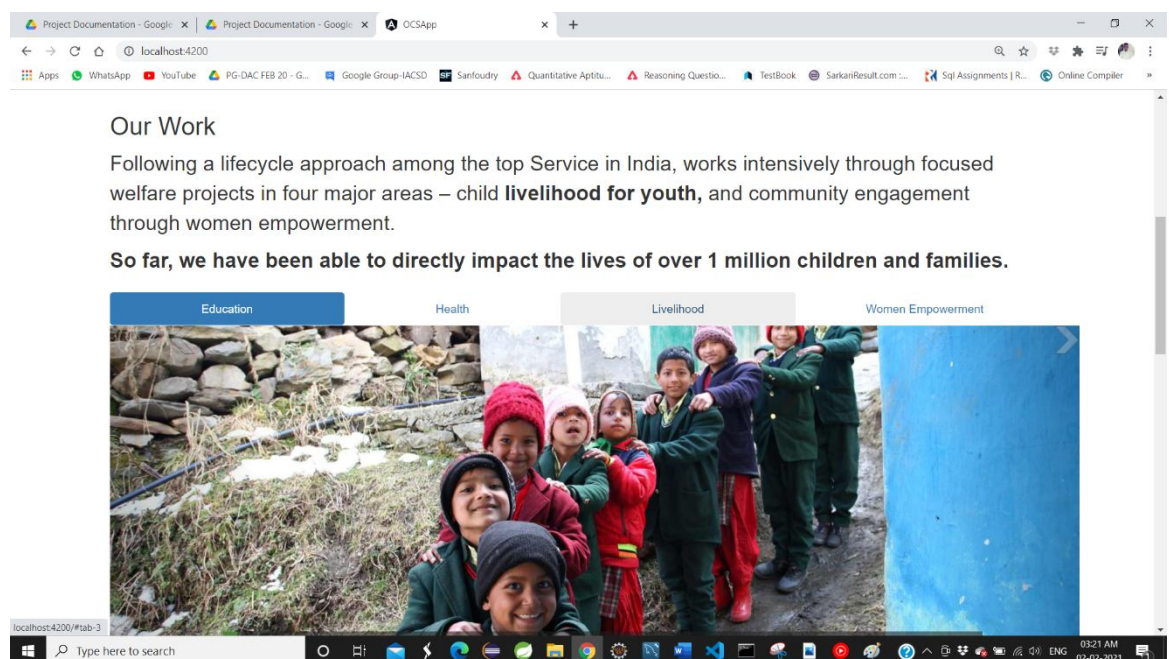 Project Documentation - Google
Project Documentation - Google
OCSApp
localhost:4200
Apps
WhatsApp
YouTube
PG-DAC FEB 20 - G...
Google Group-IACSD
SF Sanfoudry
Quantitative Aptitu...
Reasoning Questio...
TestBook
SarkariResult.com :...
Sql Assignments | R...
Online Compiler
»
Our Work
Following a lifecycle approach among the top Service in India, works intensively through focused
welfare projects in four major areas – child livelihood for youth, and community engagement
through women empowerment.
So far, we have been able to directly impact the lives of over 1 million children and families.
Education
Health
Livelihood
Women Empowerment
localhost:4200/#tab-3
Type here to search
ENG
03:21 AM
02-02-2021